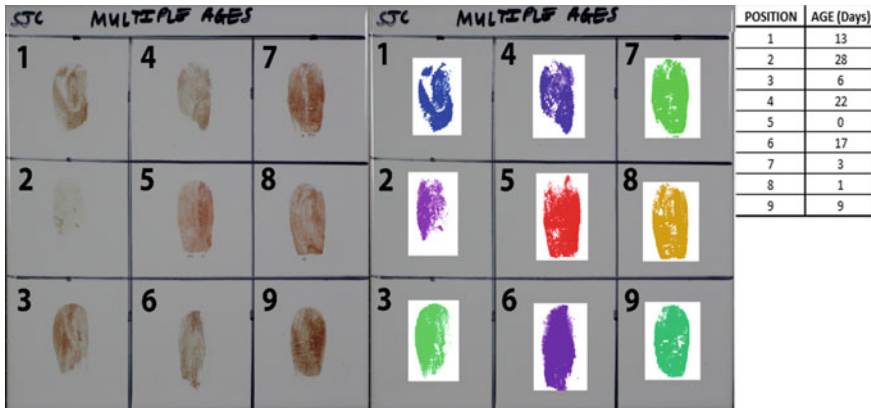 SJC MULTIPLE AGES
1 4 7
2 5 8
3 6 9
SJC MULTIPLE AGES
1 4 7
2 5 8
3 6 9
POSITION AGE (Days)
1 13
2 28
3 6
4 22
5 0
6 17
7 3
8 1
9 9